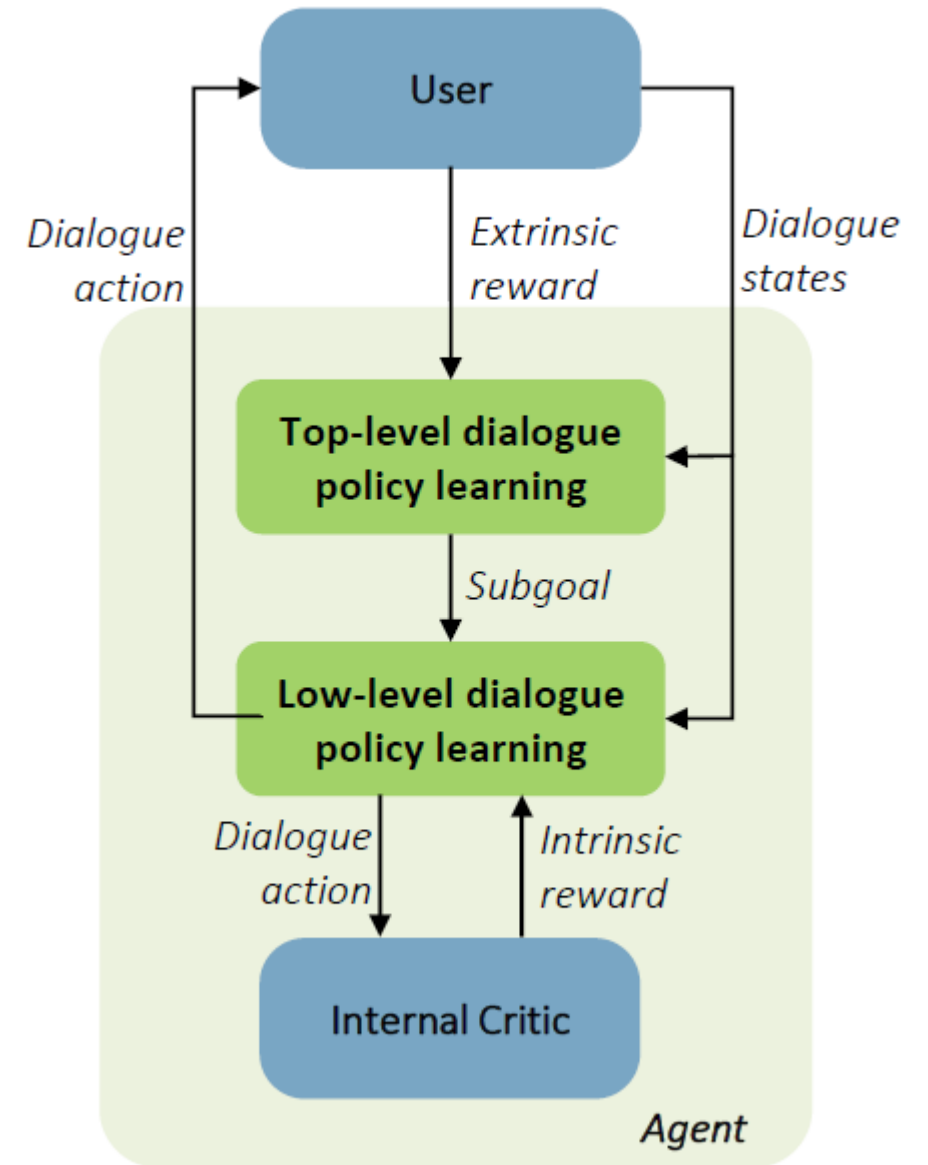 User
Dialogue
action
Extrinsic
reward
Dialogue
states
Top-level dialogue
policy learning
Subgoal
Low-level dialogue
policy learning
Dialogue
action
Intrinsic
reward
Internal Critic
Agent